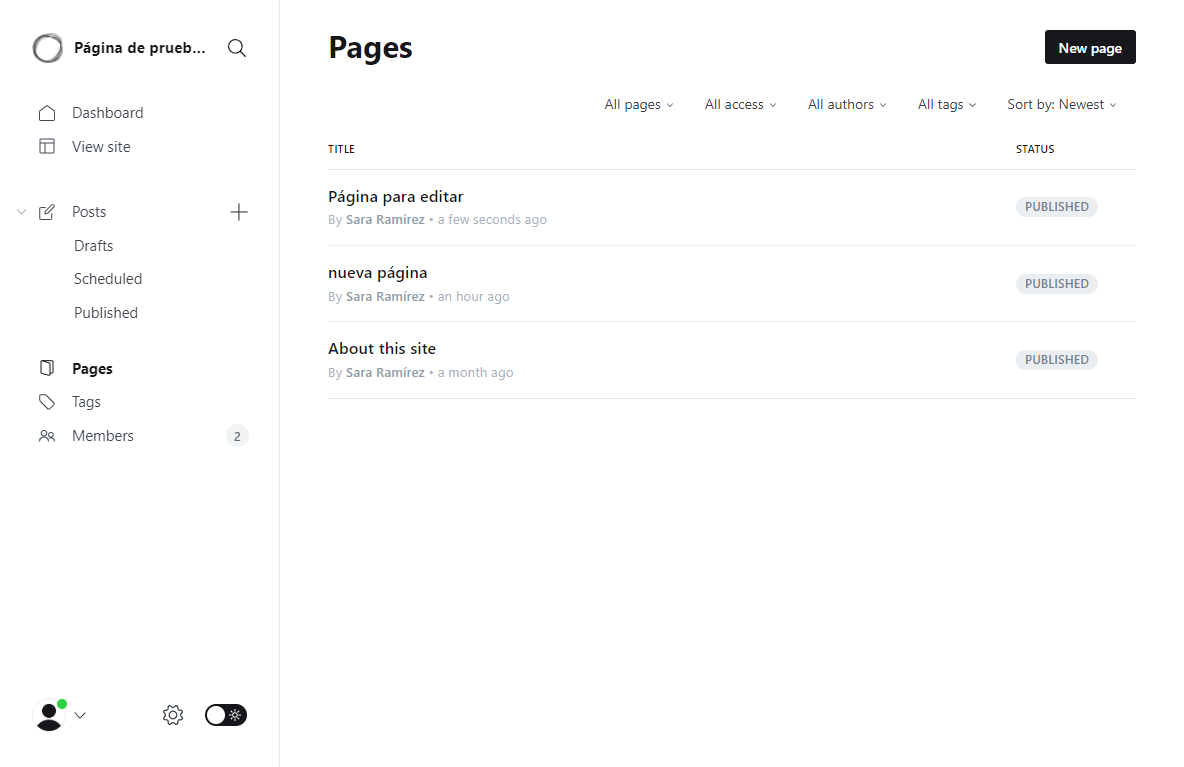 Página de prueb...
Dashboard
View site
Posts
Drafts
Scheduled
Published
Pages
Tags
Members 2
Pages
New page
All pages All access All authors All tags Sort by: Newest
TITLE STATUS
Página para editar
By Sara Ramírez • a few seconds ago
PUBLISHED
nueva página
By Sara Ramírez • an hour ago
PUBLISHED
About this site
By Sara Ramírez • a month ago
PUBLISHED